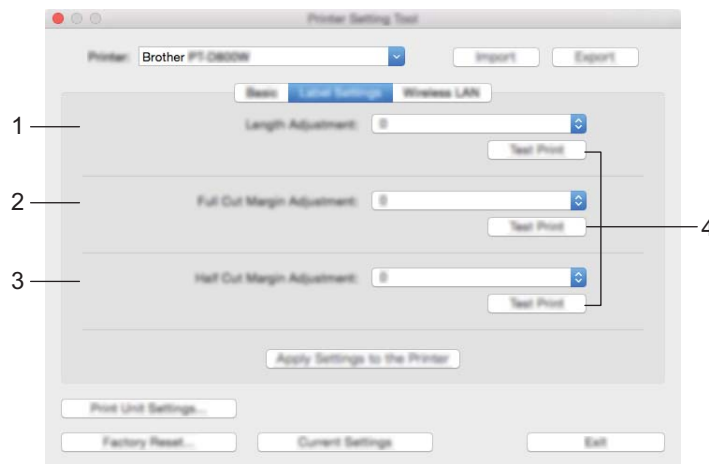 Printer Setting Tool
Printer: Brother PT-D800W Import Export
Basic Label Settings Wireless LAN
1 Length Adjustment: 0
Test Print
2 Full Cut Margin Adjustment: 0
Test Print 4
3 Half Cut Margin Adjustment: 0
Test Print
Apply Settings to the Printer
Print Unit Settings...
Factory Reset... Current Settings Exit